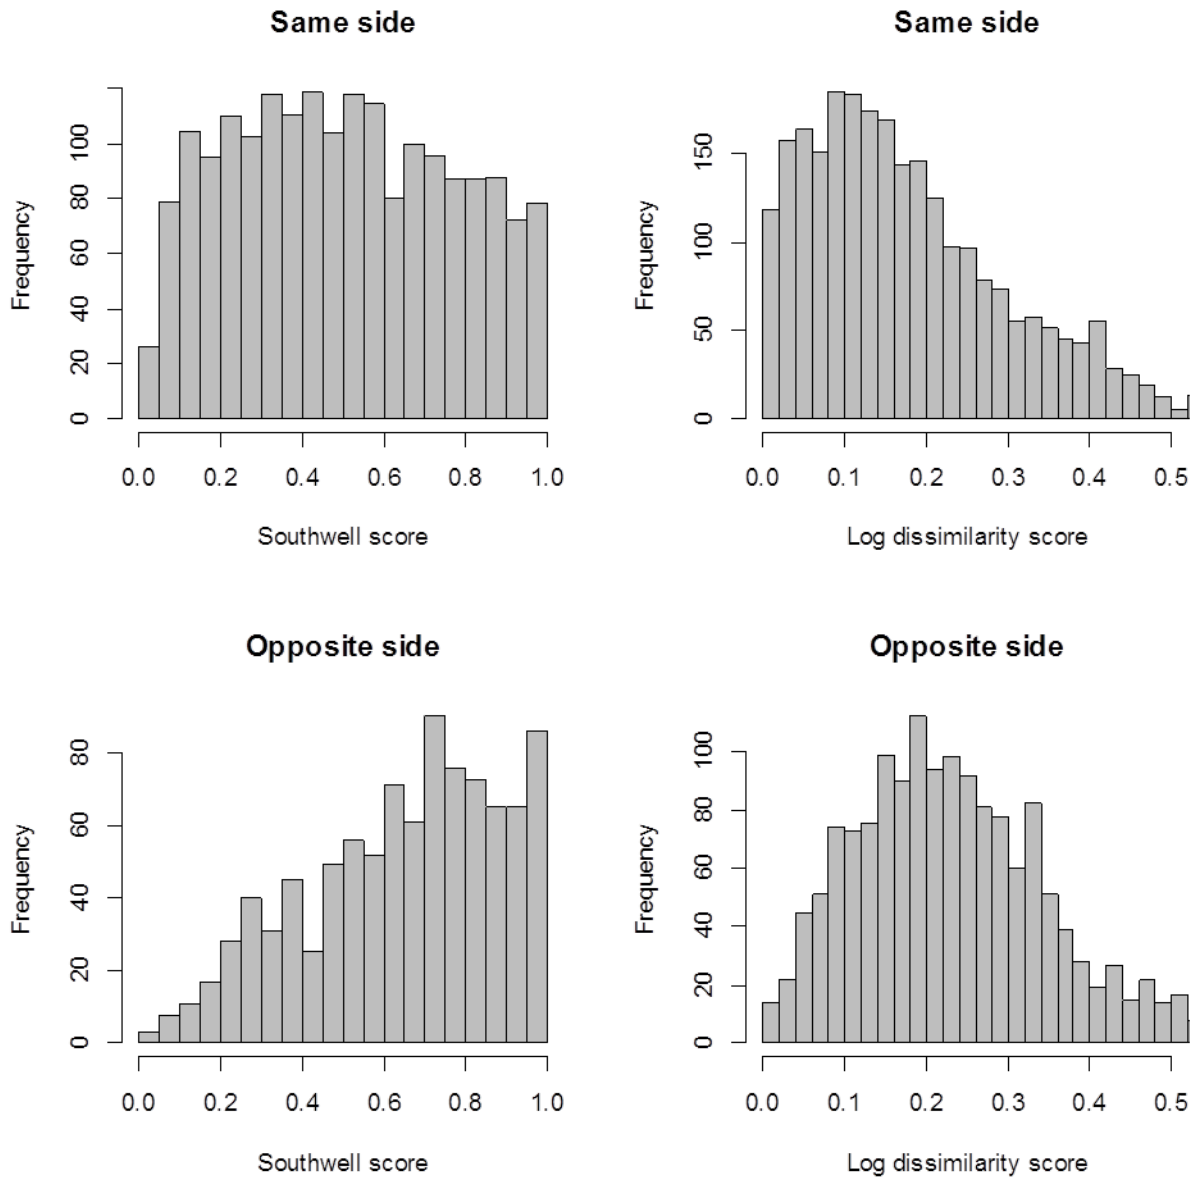 Same side
Frequency
0 20 40 60 80 100
0.0 0.2 0.4 0.6 0.8 1.0
Southwell score
Same side
Frequency
0 50 100 150
0.0 0.1 0.2 0.3 0.4 0.5
Log dissimilarity score
Opposite side
Frequency
0 20 40 60 80
0.0 0.2 0.4 0.6 0.8 1.0
Southwell score
Opposite side
Frequency
0 20 40 60 80 100
0.0 0.1 0.2 0.3 0.4 0.5
Log dissimilarity score